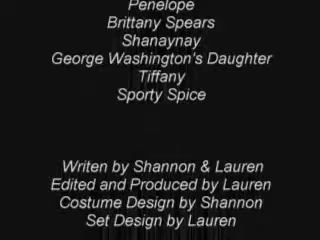 Penelope
Brittany Spears
Shanaynay
George Washington's Daughter
Tiffany
Sporty Spice
Writen by Shannon & Lauren
Edited and Produced by Lauren
Costume Design by Shannon
Set Design by Lauren